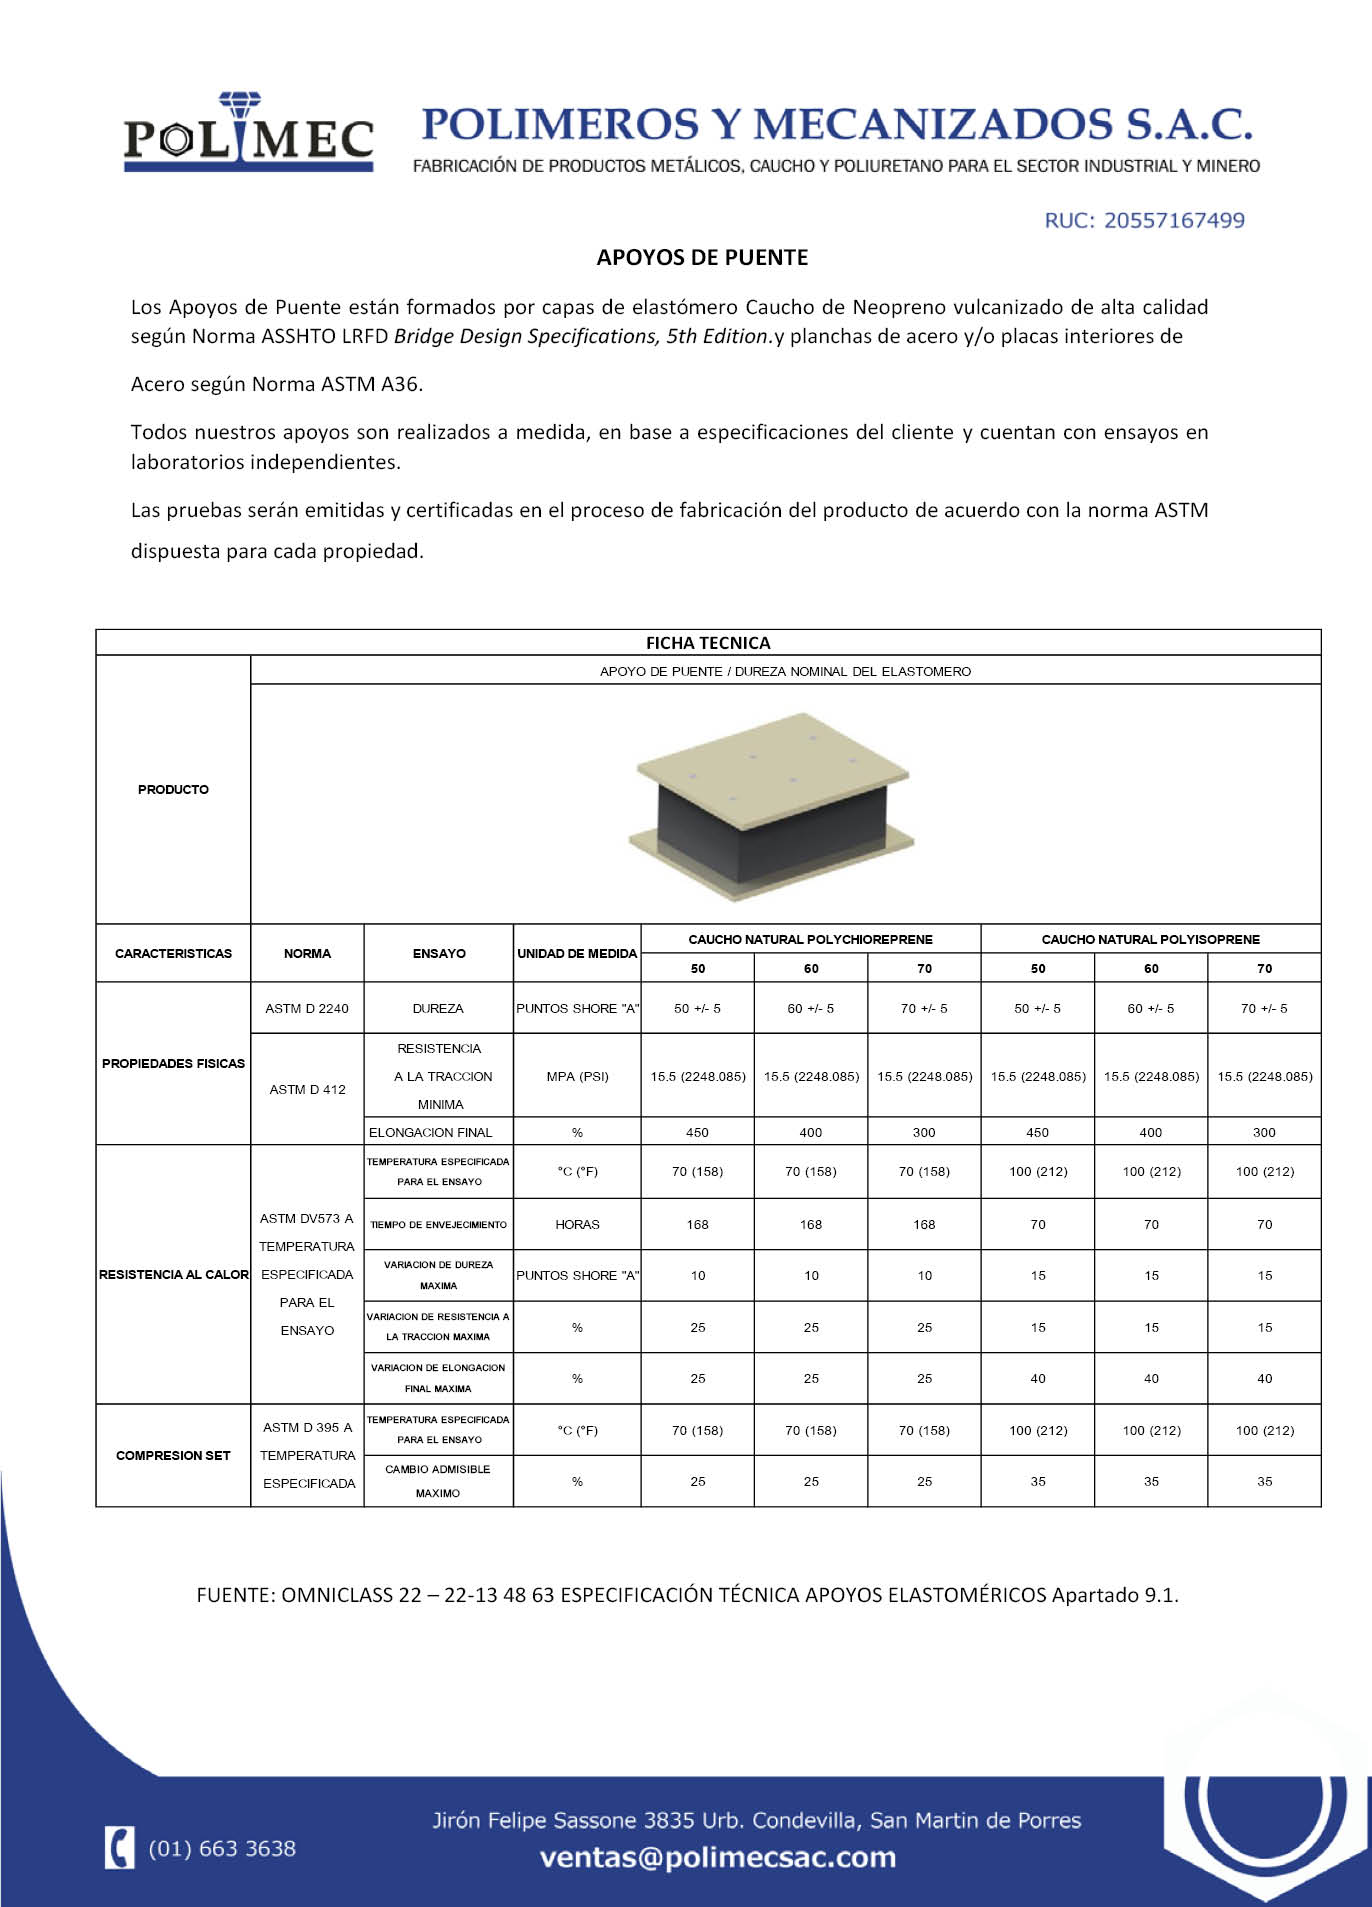 POLIMEC
POLIMEROS Y MECANIZADOS S.A.C.
FABRICACIÓN DE PRODUCTOS METÁLICOS, CAUCHO Y POLIURETANO PARA EL SECTOR INDUSTRIAL Y MINERO
RUC: 20557167499
APOYOS DE PUENTE
Los Apoyos de Puente están formados por capas de elastómero Caucho de Neopreno vulcanizado de alta calidad
según Norma ASSHTO LRFD Bridge Design Specifications, 5th Edition.y planchas de acero y/o placas interiores de
Acero según Norma ASTM A36.
Todos nuestros apoyos son realizados a medida, en base a especificaciones del cliente y cuentan con ensayos en
laboratorios independientes.
Las pruebas serán emitidas y certificadas en el proceso de fabricación del producto de acuerdo con la norma ASTM
dispuesta para cada propiedad.
FICHA TECNICA
PRODUCTO
APOYO DE PUENTE / DUREZA NOMINAL DEL ELASTOMERO
CARACTERISTICAS NORMA ENSAYO UNIDAD DE MEDIDA CAUCHO NATURAL POLYCHIOREPRENE CAUCHO NATURAL POLYISOPRENE
50 60 70 50 60 70
PROPIEDADES FISICAS
ASTM D 2240 DUREZA PUNTOS SHORE "A" 50 +/- 5 60 +/- 5 70 +/- 5 50 +/- 5 60 +/- 5 70 +/- 5
ASTM D 412
RESISTENCIA
A LA TRACCION
MINIMA
MPA (PSI) 15.5 (2248.085) 15.5 (2248.085) 15.5 (2248.085) 15.5 (2248.085) 15.5 (2248.085) 15.5 (2248.085)
ELONGACION FINAL % 450 400 300 450 400 300
RESISTENCIA AL CALOR
ASTM DV573 A
TEMPERATURA
ESPECIFICADA
PARA EL
ENSAYO
TEMPERATURA ESPECIFICADA
PARA EL ENSAYO
°C (°F) 70 (158) 70 (158) 70 (158) 100 (212) 100 (212) 100 (212)
TIEMPO DE ENVEJECIMIENTO HORAS 168 168 168 70 70 70
VARIACION DE DUREZA
MAXIMA
PUNTOS SHORE "A" 10 10 10 15 15 15
VARIACION DE RESISTENCIA A
LA TRACCION MAXIMA
% 25 25 25 15 15 15
VARIACION DE ELONGACION
FINAL MAXIMA
% 25 25 25 40 40 40
COMPRESION SET
ASTM D 395 A
TEMPERATURA
ESPECIFICADA
TEMPERATURA ESPECIFICADA
PARA EL ENSAYO
°C (°F) 70 (158) 70 (158) 70 (158) 100 (212) 100 (212) 100 (212)
CAMBIO ADMISIBLE
MAXIMO
% 25 25 25 35 35 35
FUENTE: OMNICLASS 22 – 22-13 48 63 ESPECIFICACIÓN TÉCNICA APOYOS ELASTOMÉRICOS Apartado 9.1.
(01) 663 3638
Jirón Felipe Sassone 3835 Urb. Condevilla, San Martin de Porres
ventas@polimecsac.com